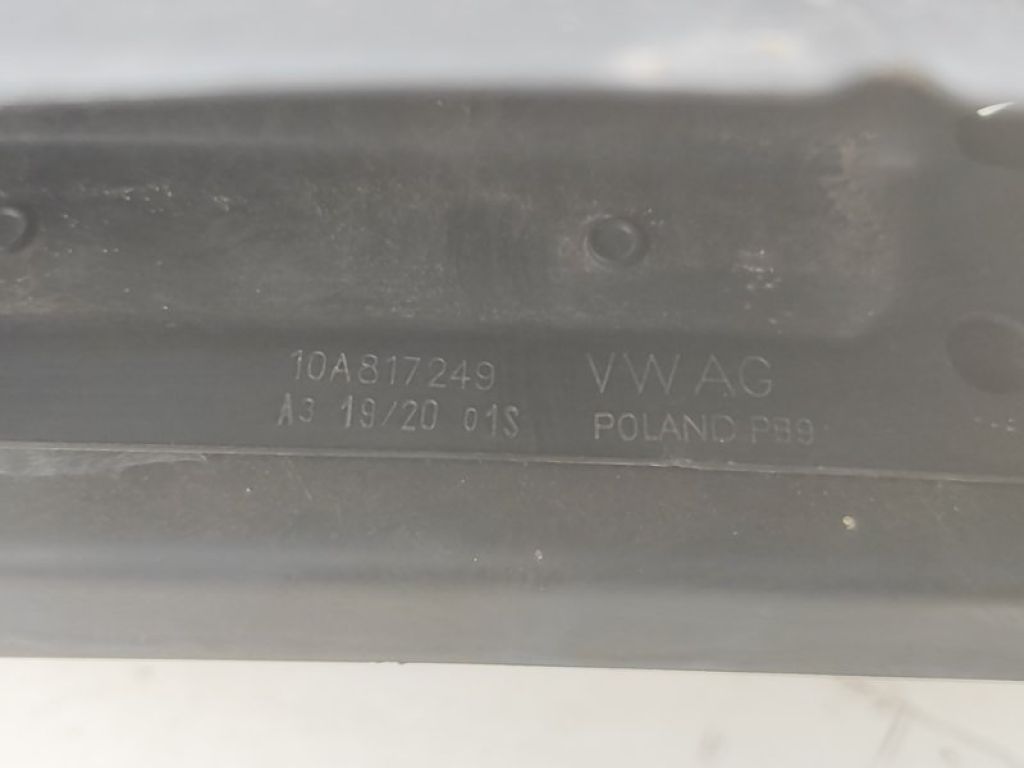 10A817249
A3 19/20 01S
VW AG
POLAND PB9